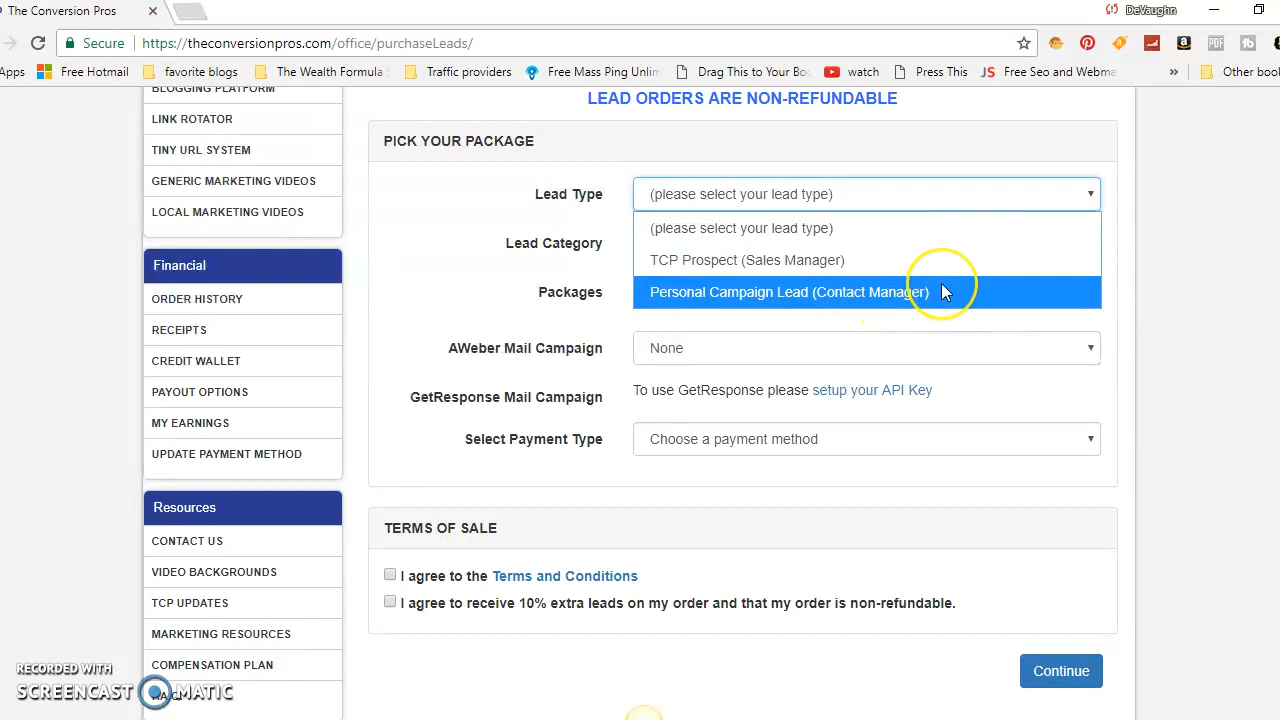 The Conversion Pros
DeVaughn
Secure
https://theconversionpros.com/office/purchaseLeads/
Apps
Free Hotmail
favorite blogs
The Wealth Formula
Traffic providers
Free Mass Ping Unlim
Drag This to Your Boo
watch
Press This
JS
Free Seo and Webma
»
Other book
BLOGGING PLATFORM
LINK ROTATOR
TINY URL SYSTEM
GENERIC MARKETING VIDEOS
LOCAL MARKETING VIDEOS
Financial
ORDER HISTORY
RECEIPTS
CREDIT WALLET
PAYOUT OPTIONS
MY EARNINGS
UPDATE PAYMENT METHOD
Resources
CONTACT US
VIDEO BACKGROUNDS
TCP UPDATES
MARKETING RESOURCES
COMPENSATION PLAN
LEAD ORDERS ARE NON-REFUNDABLE
PICK YOUR PACKAGE
Lead Type
(please select your lead type)
(please select your lead type)
Lead Category
TCP Prospect (Sales Manager)
Packages
Personal Campaign Lead (Contact Manager)
AWeber Mail Campaign
None
GetResponse Mail Campaign
To use GetResponse please setup your API Key
Select Payment Type
Choose a payment method
TERMS OF SALE
I agree to the Terms and Conditions
I agree to receive 10% extra leads on my order and that my order is non-refundable.
Continue
RECORDED WITH
SCREENCAST MATIC